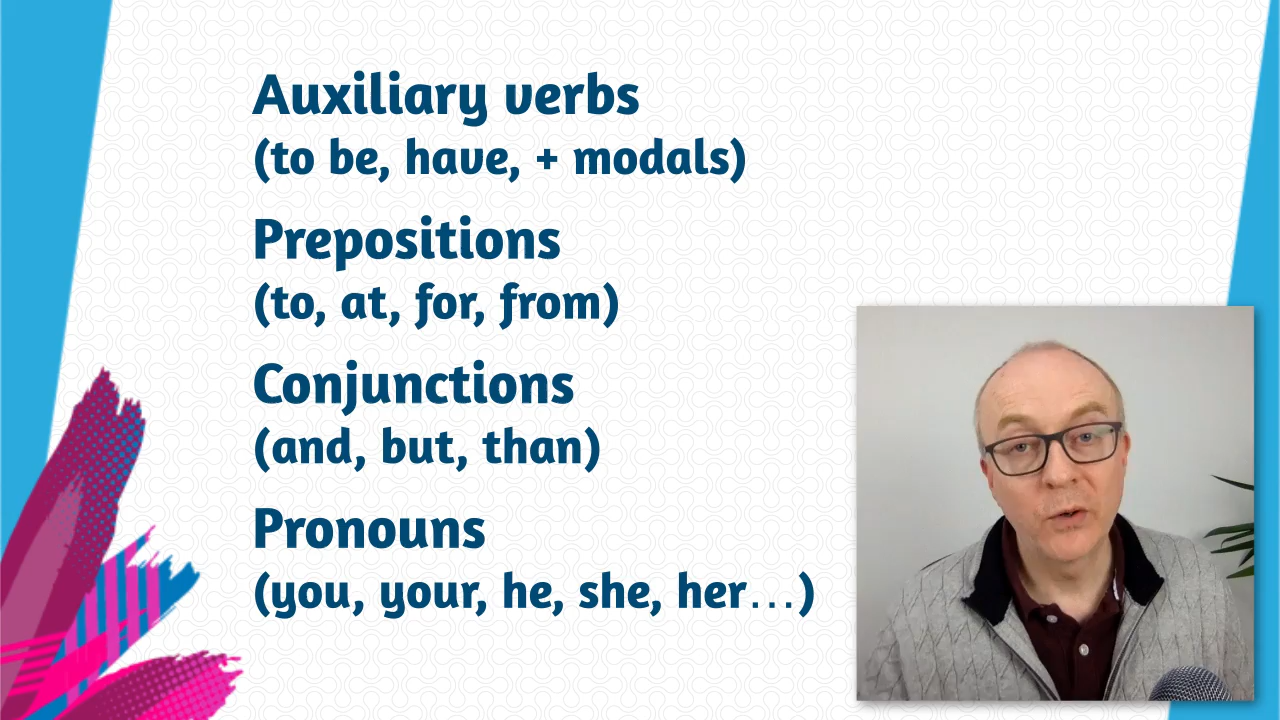 Auxiliary verbs
(to be, have, + modals)
Prepositions
(to, at, for, from)
Conjunctions
(and, but, than)
Pronouns
(you, your, he, she, her…)